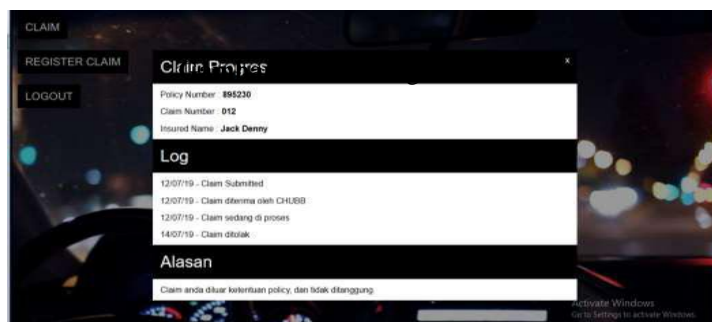 CLAIM
REGISTER CLAIM
LOGOUT
Claim Progres
x
Policy Number : 895230
Claim Number : 012
Insured Name : Jack Denny
Log
12/07/19 - Claim Submitted
12/07/19 - Claim diterima oleh CHUBB
12/07/19 - Claim sedang di proses
14/07/19 - Claim ditolak
Alasan
Claim anda diluar ketentuan policy, dan tidak ditanggung.
Activate Windows
Go to Settings to activate Windows.